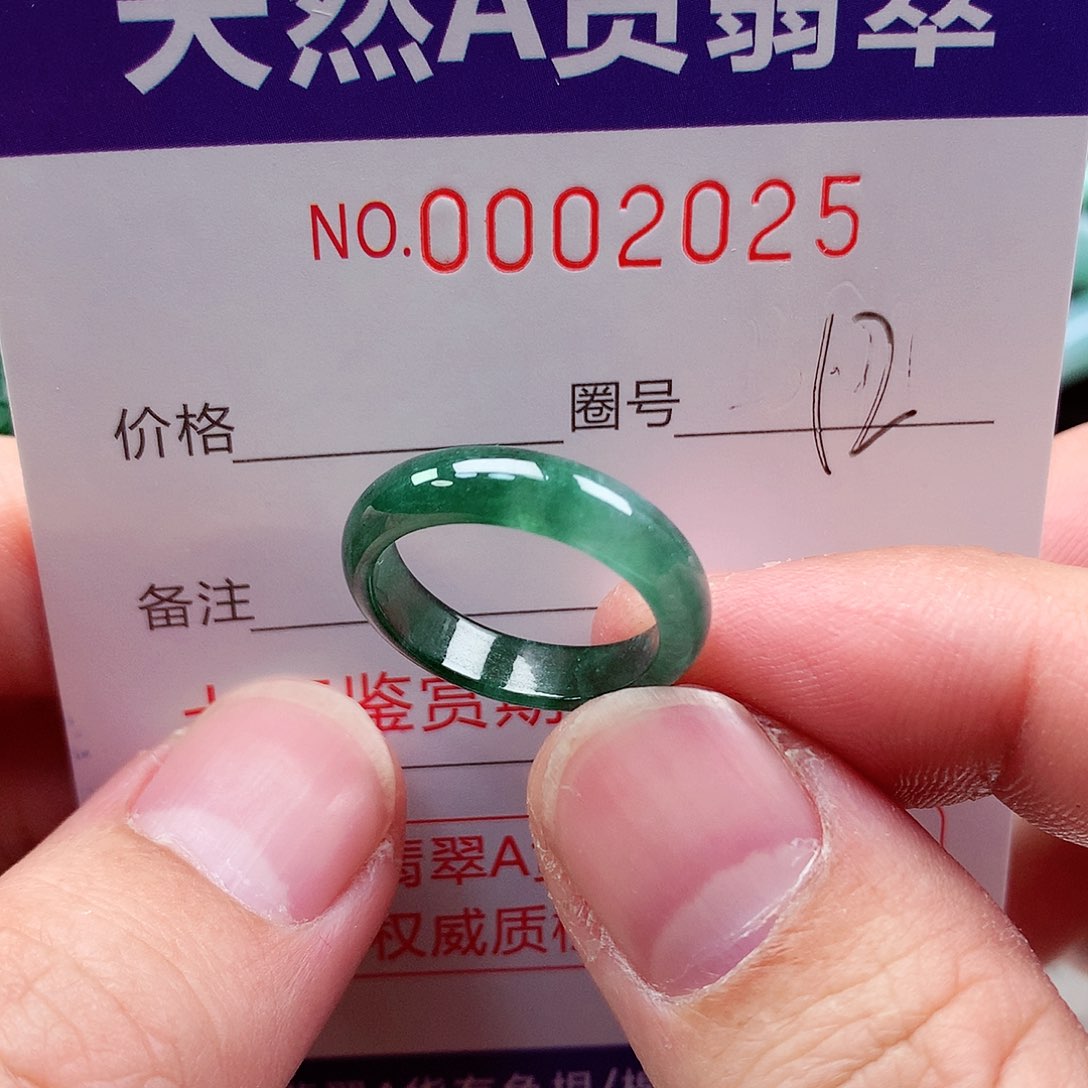 天然A货翡翠
NO.0002025
价格 圈号 12
备注
鉴赏期
翡翠A
权威质检